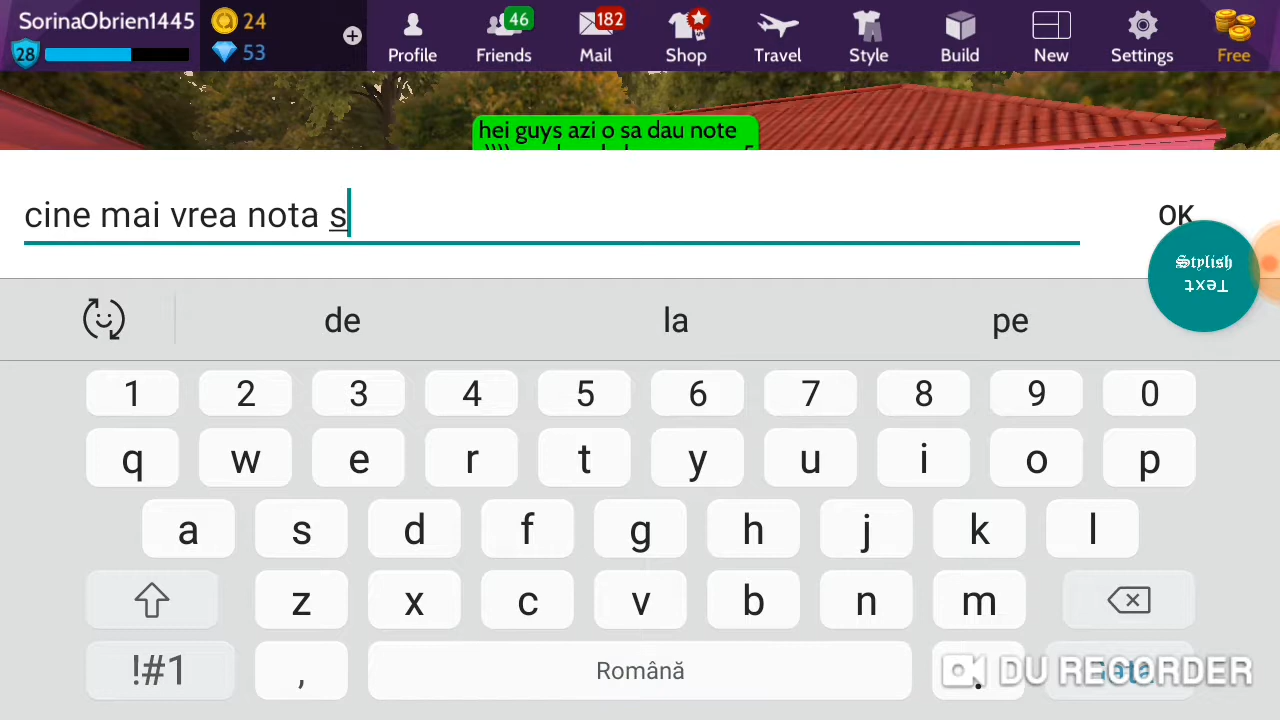 SorinaObrien1445
28
24
53
Profile
46
Friends
182
Mail
Shop
Travel
Style
Build
New
Settings
Free
hei guys azi o sa dau note
cine mai vrea nota s
OK
Stylish
Text
de la pe
1 2 3 4 5 6 7 8 9 0
q w e r t y u i o p
a s d f g h j k l
z x c v b n m
!#1 , Română .
DU RECORDER